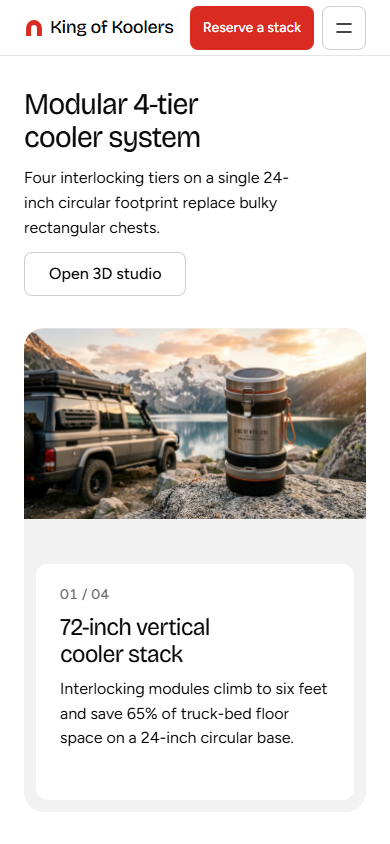 King of Koolers
Reserve a stack
Modular 4-tier
cooler system
Four interlocking tiers on a single 24-
inch circular footprint replace bulky
rectangular chests.
Open 3D studio
01 / 04
72-inch vertical
cooler stack
Interlocking modules climb to six feet
and save 65% of truck-bed floor
space on a 24-inch circular base.